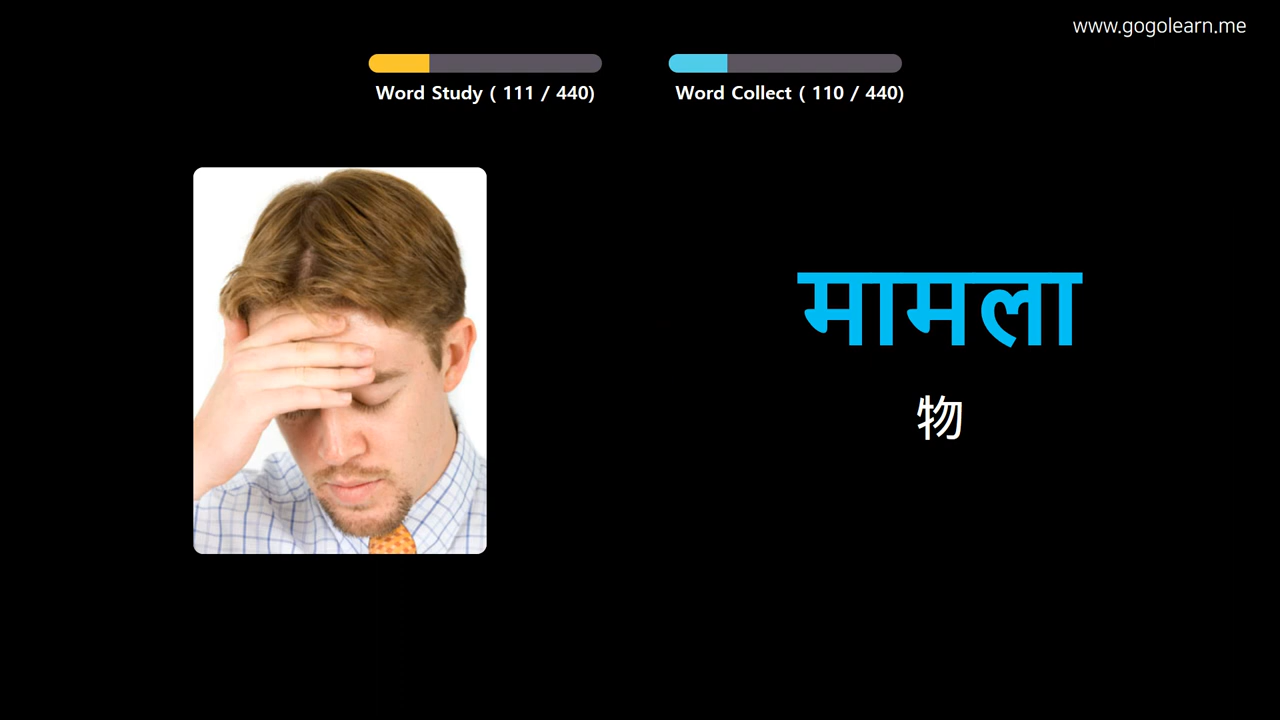 www.gogolearn.me
Word Study ( 111 / 440)
Word Collect ( 110 / 440)
मामला
物